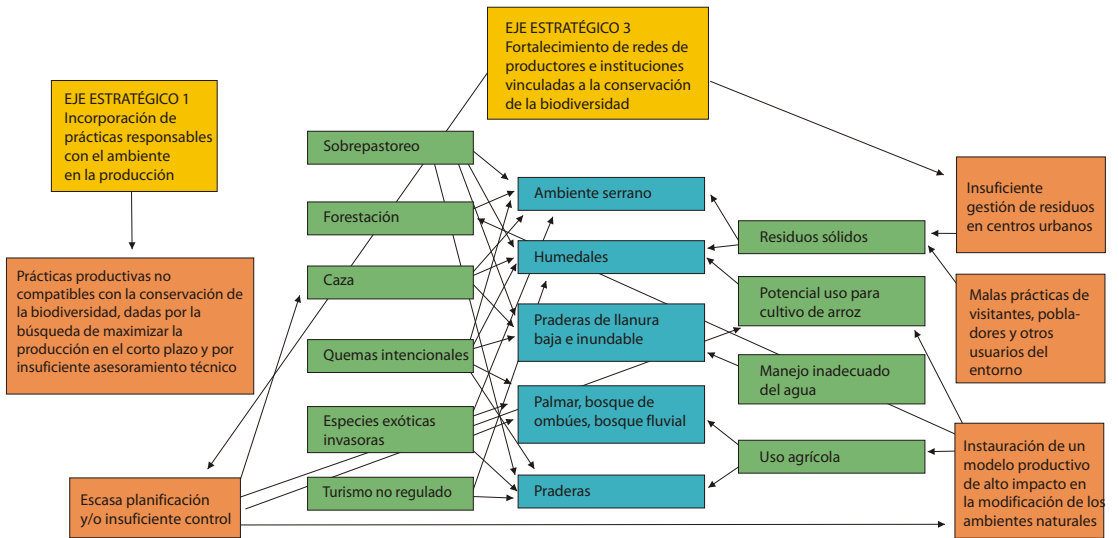 EJE ESTRATÉGICO 3
Fortalecimiento de redes de
productores e instituciones
vinculadas a la conservación
de la biodiversidad
EJE ESTRATÉGICO 1
Incorporación de
prácticas responsables
con el ambiente
en la producción
Prácticas productivas no
compatibles con la conservación de
la biodiversidad, dadas por la
búsqueda de maximizar la
producción en el corto plazo y por
insuficiente asesoramiento técnico
Escasa planificación
y/o insuficiente control
Sobrepastoreo
Forestación
Caza
Quemas intencionales
Especies exóticas
invasoras
Turismo no regulado
Ambiente serrano
Humedales
Praderas de llanura
baja e inundable
Palmar, bosque de
ombúes, bosque fluvial
Praderas
Residuos sólidos
Potencial uso para
cultivo de arroz
Manejo inadecuado
del agua
Uso agrícola
Insuficiente
gestión de residuos
en centros urbanos
Malas prácticas de
visitantes, pobla-
dores y otros
usuarios del
entorno
Instauración de un
modelo productivo
de alto impacto en
la modificación de los
ambientes naturales